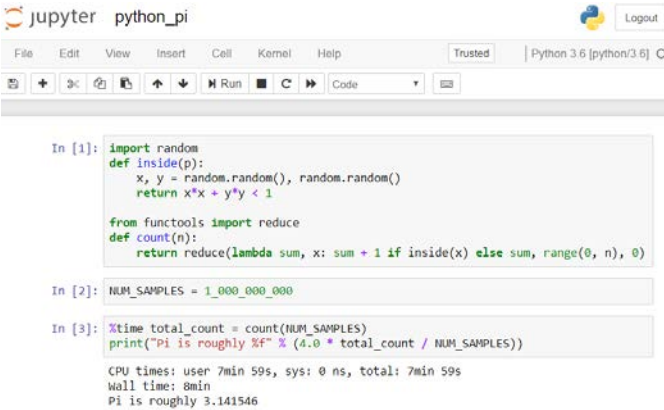 jupyter python_pi Logout
File Edit View Insert Cell Kernel Help Trusted Python 3.6 [python/3.6]
Run Code
In [1]: import random
def inside(p):
x, y = random.random(), random.random()
return x*x + y*y < 1
from functools import reduce
def count(n):
return reduce(lambda sum, x: sum + 1 if inside(x) else sum, range(0, n), 0)
In [2]: NUM_SAMPLES = 1_000_000_000
In [3]: %time total_count = count(NUM_SAMPLES)
print("Pi is roughly %f" % (4.0 * total_count / NUM_SAMPLES))
CPU times: user 7min 59s, sys: 0 ns, total: 7min 59s
Wall time: 8min
Pi is roughly 3.141546